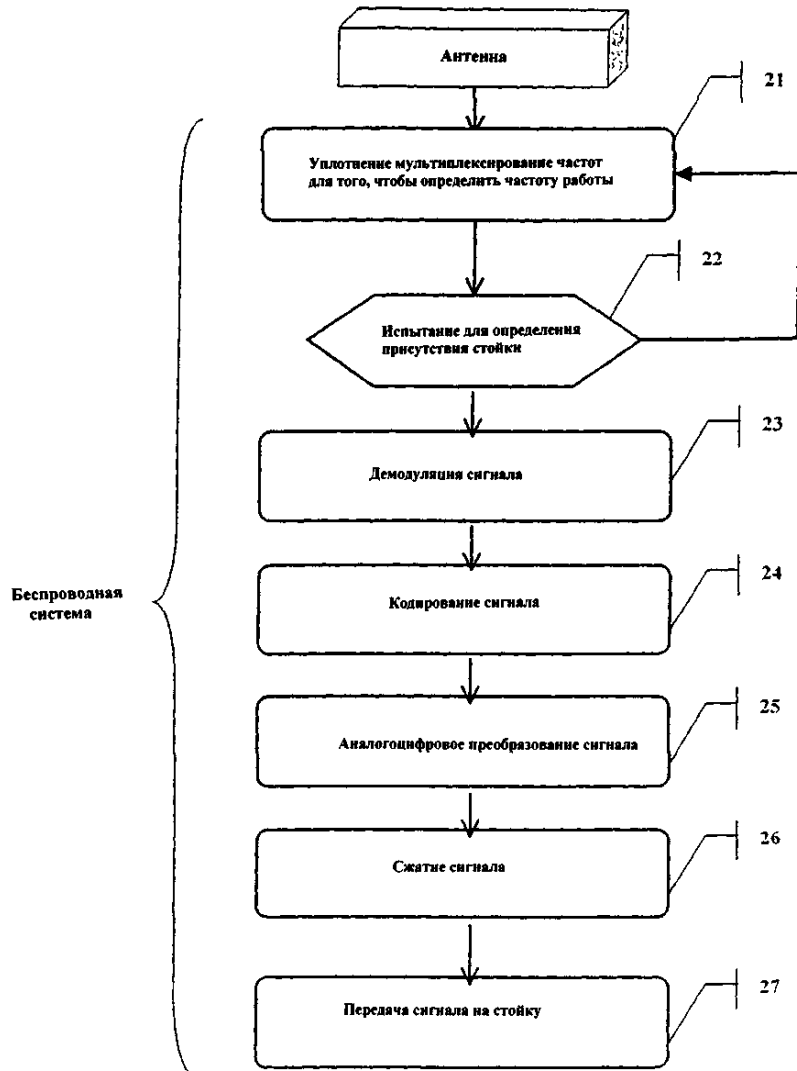 Антенна
21
Уплотнение мультиплексирование частот
для того, чтобы определить частоту работы
22
Испытание для определения
присутствия стойки
23
Демодуляция сигнала
24
Кодирование сигнала
Беспроводная
система
25
Аналогоцифровое преобразование сигнала
26
Сжатие сигнала
27
Передача сигнала на стойку